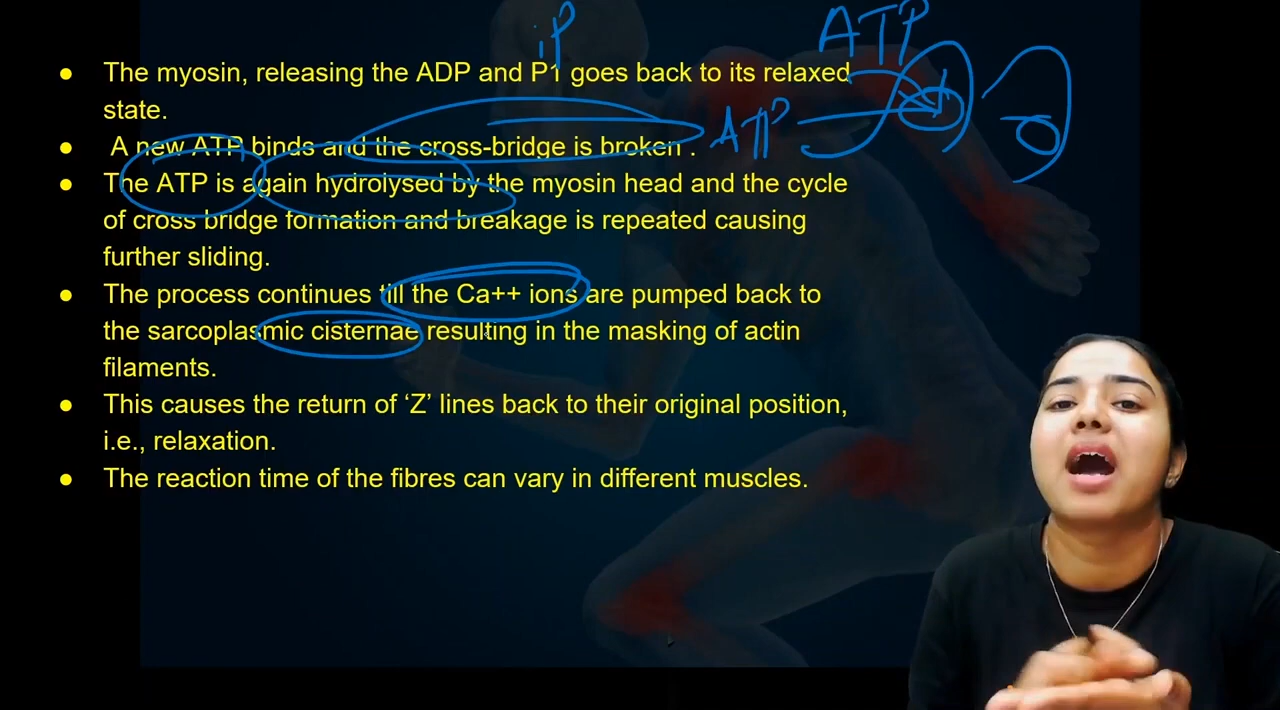 iP
ATP
● The myosin, releasing the ADP and P1 goes back to its relaxed
state.
● A new ATP binds and the cross-bridge is broken .
ATP
● The ATP is again hydrolysed by the myosin head and the cycle
of cross bridge formation and breakage is repeated causing
further sliding.
● The process continues till the Ca++ ions are pumped back to
the sarcoplasmic cisternae resulting in the masking of actin
filaments.
● This causes the return of ‘Z’ lines back to their original position,
i.e., relaxation.
● The reaction time of the fibres can vary in different muscles.